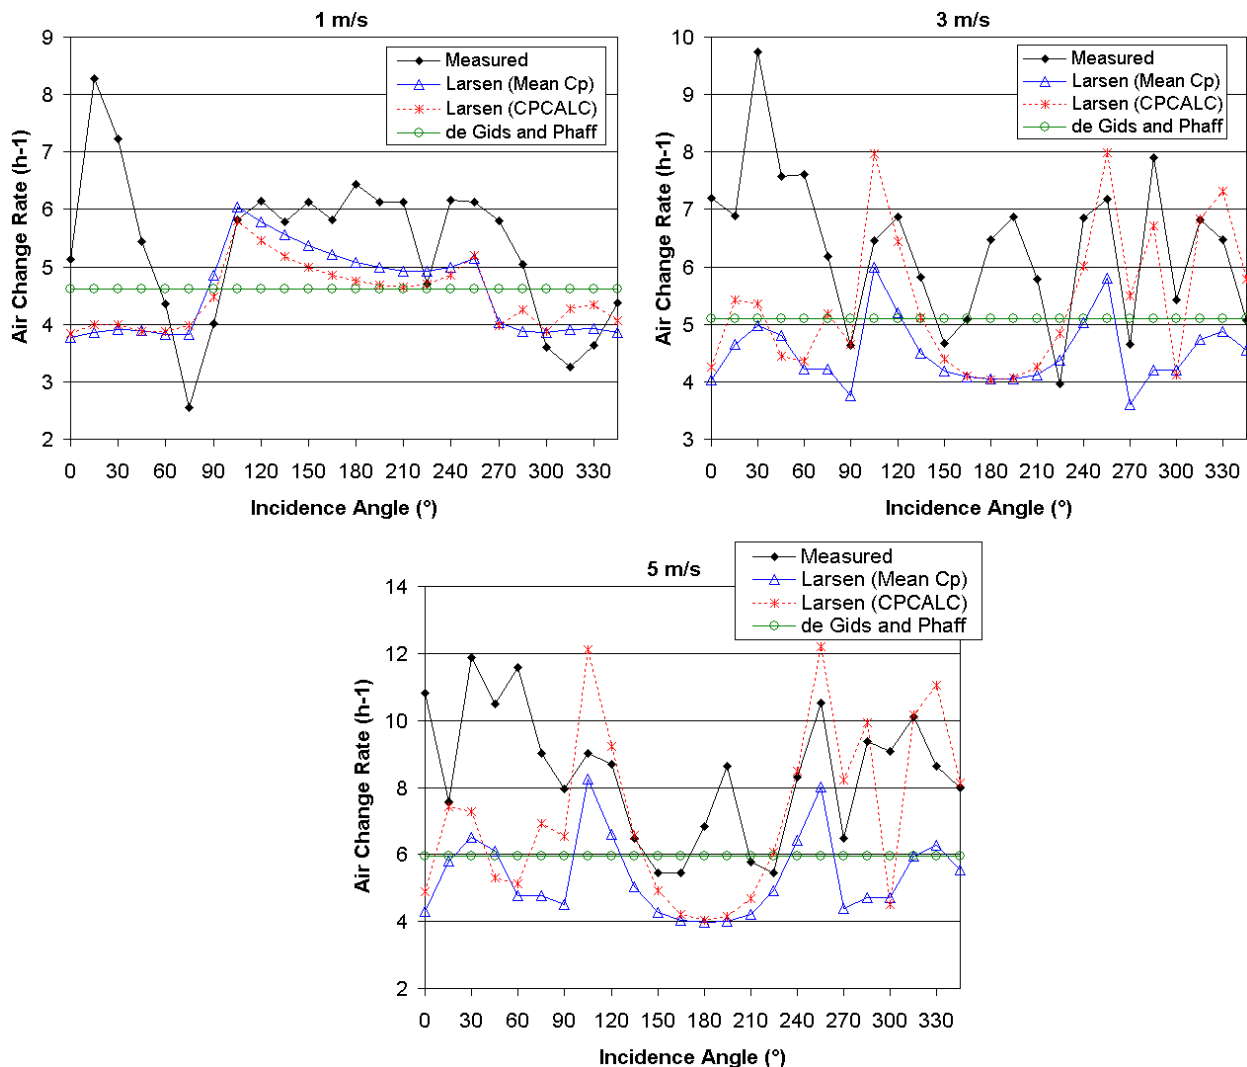 1 m/s
9
8
7
6
5
4
3
2
Air Change Rate (h-1)
Measured
Larsen (Mean Cp)
Larsen (CPCALC)
de Gids and Phaff
0 30 60 90 120 150 180 210 240 270 300 330
Incidence Angle (°)
3 m/s
10
9
8
7
6
5
4
3
Air Change Rate (h-1)
Measured
Larsen (Mean Cp)
Larsen (CPCALC)
de Gids and Phaff
0 30 60 90 120 150 180 210 240 270 300 330
Incidence Angle (°)
5 m/s
14
12
10
8
6
4
2
Air Change Rate (h-1)
Measured
Larsen (Mean Cp)
Larsen (CPCALC)
de Gids and Phaff
0 30 60 90 120 150 180 210 240 270 300 330
Incidence Angle (°)